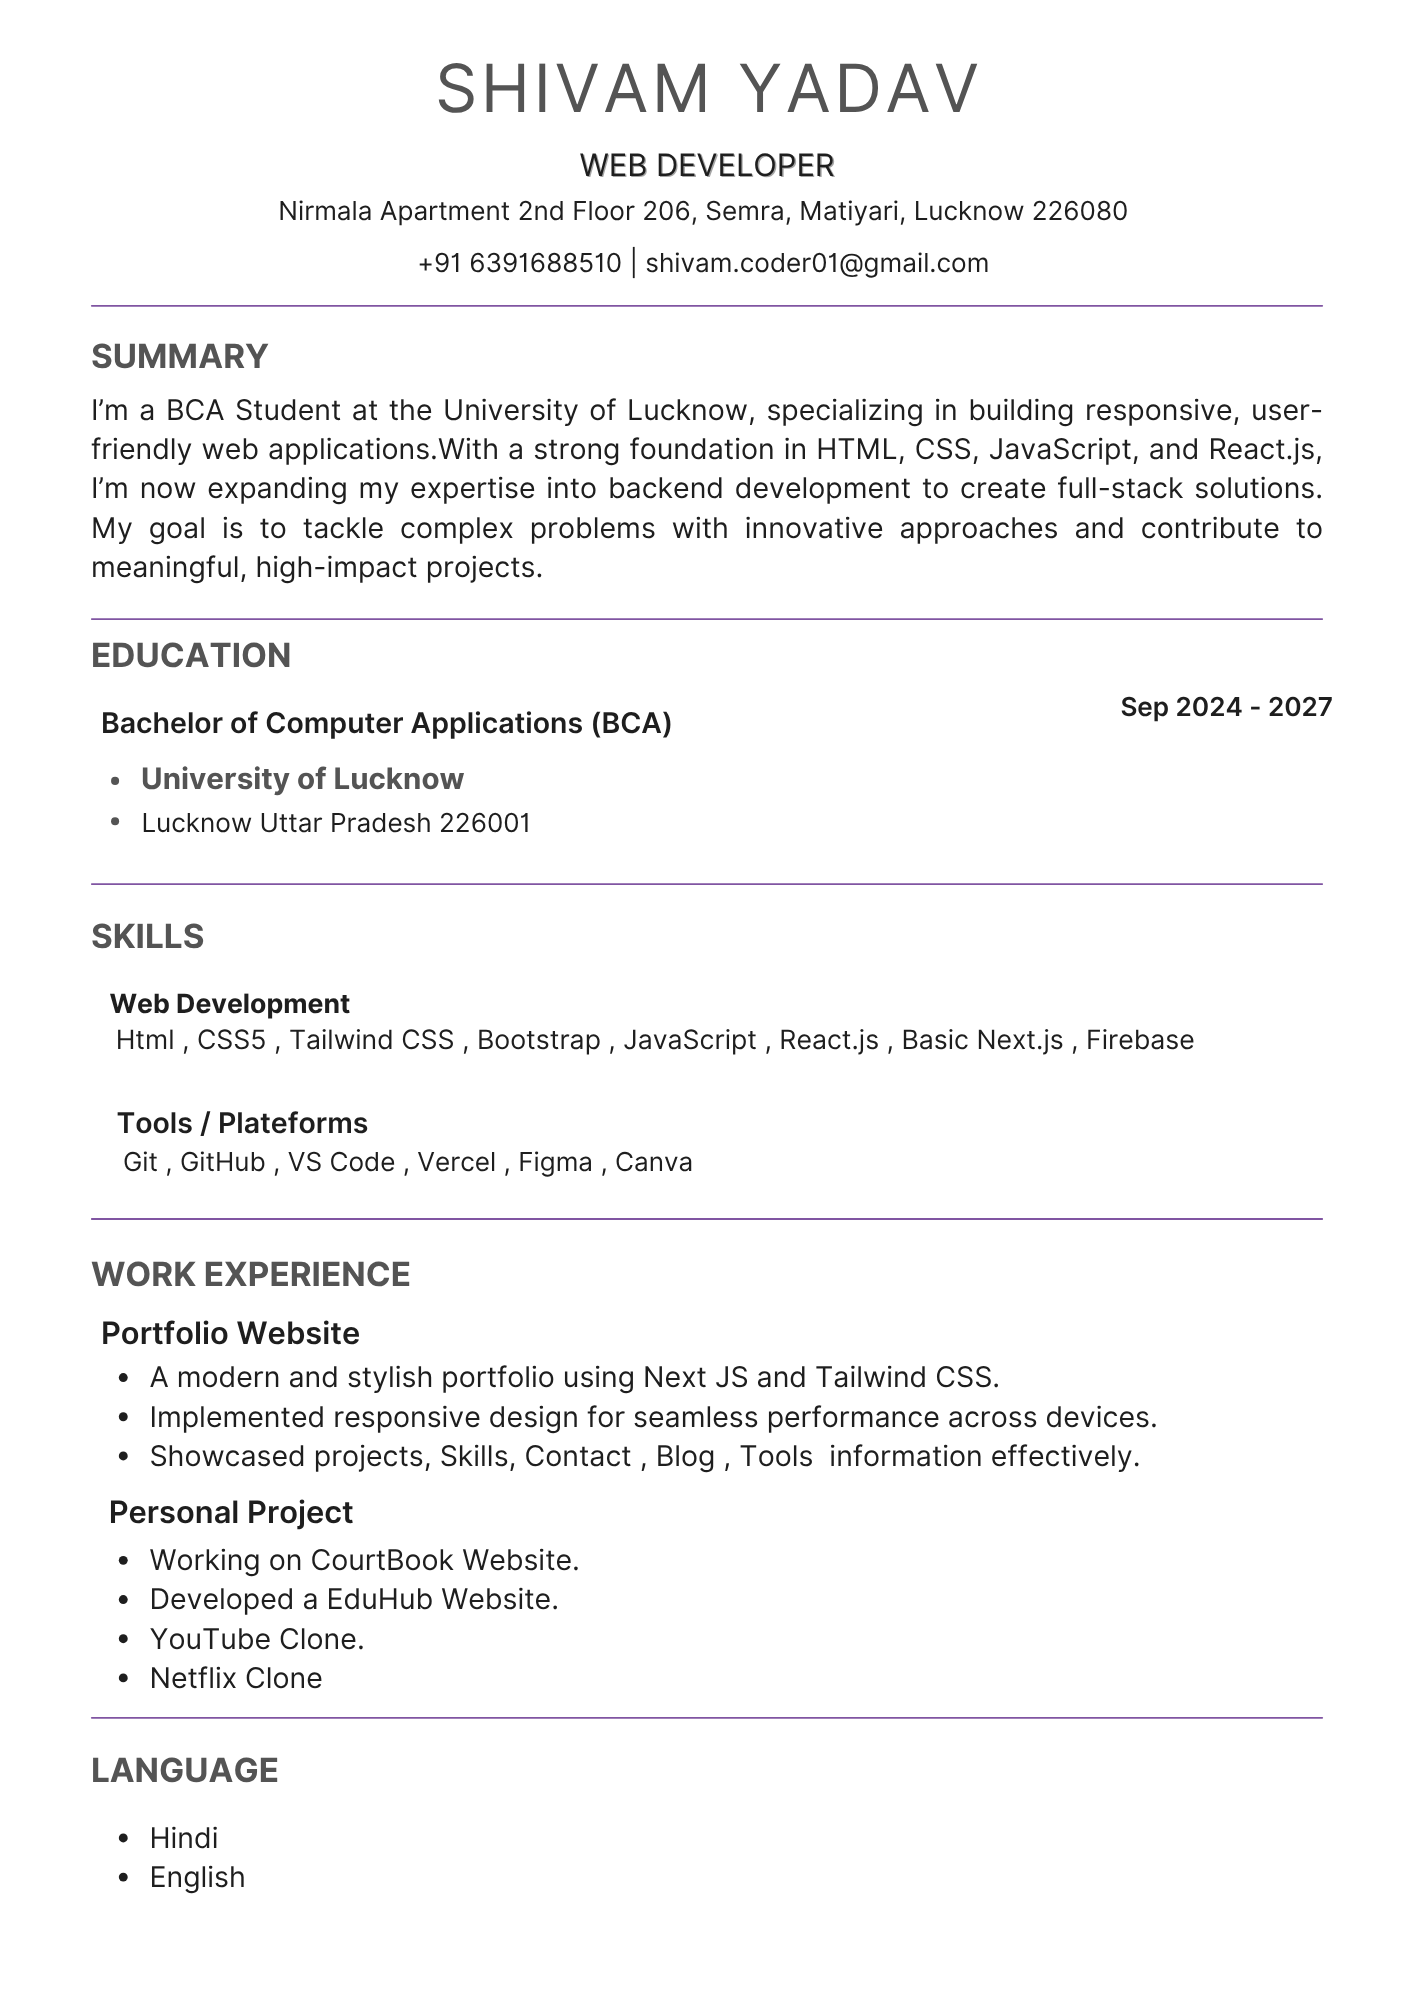 SHIVAM YADAV
WEB DEVELOPER
Nirmala Apartment 2nd Floor 206, Semra, Matiyari, Lucknow 226080
+91 6391688510 | shivam.coder01@gmail.com
SUMMARY
I’m a BCA Student at the University of Lucknow, specializing in building responsive, user-
friendly web applications.With a strong foundation in HTML, CSS, JavaScript, and React.js,
I’m now expanding my expertise into backend development to create full-stack solutions.
My goal is to tackle complex problems with innovative approaches and contribute to
meaningful, high-impact projects.
EDUCATION
Bachelor of Computer Applications (BCA)
Sep 2024 - 2027
• University of Lucknow
• Lucknow Uttar Pradesh 226001
SKILLS
Web Development
Html , CSS5 , Tailwind CSS , Bootstrap , JavaScript , React.js , Basic Next.js , Firebase
Tools / Plateforms
Git , GitHub , VS Code , Vercel , Figma , Canva
WORK EXPERIENCE
Portfolio Website
• A modern and stylish portfolio using Next JS and Tailwind CSS.
• Implemented responsive design for seamless performance across devices.
• Showcased projects, Skills, Contact , Blog , Tools  information effectively.
Personal Project
• Working on CourtBook Website.
• Developed a EduHub Website.
• YouTube Clone.
• Netflix Clone
LANGUAGE
• Hindi
• English